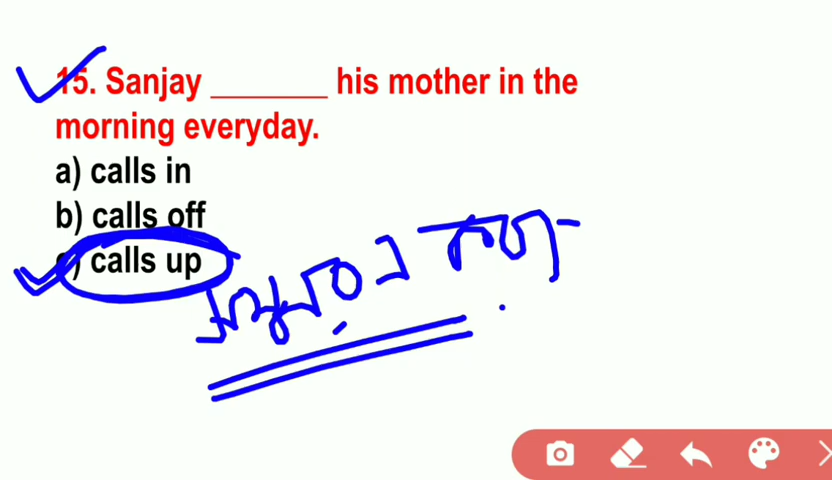 15. Sanjay _______ his mother in the
morning everyday.
a) calls in
b) calls off
c) calls up